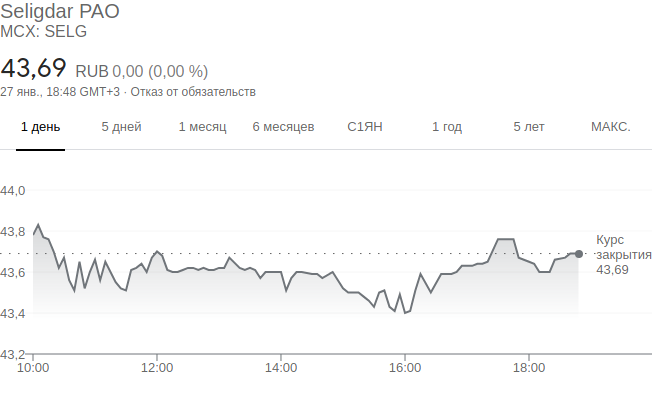 Seligdar PAO
MCX: SELG
43,69 RUB 0,00 (0,00 %)
27 янв., 18:48 GMT+3 · Отказ от обязательств
1 день 5 дней 1 месяц 6 месяцев С1ЯН 1 год 5 лет МАКС.
44,0
43,8
Курс
закрытия
43,69
43,6
43,4
43,2
10:00 12:00 14:00 16:00 18:00